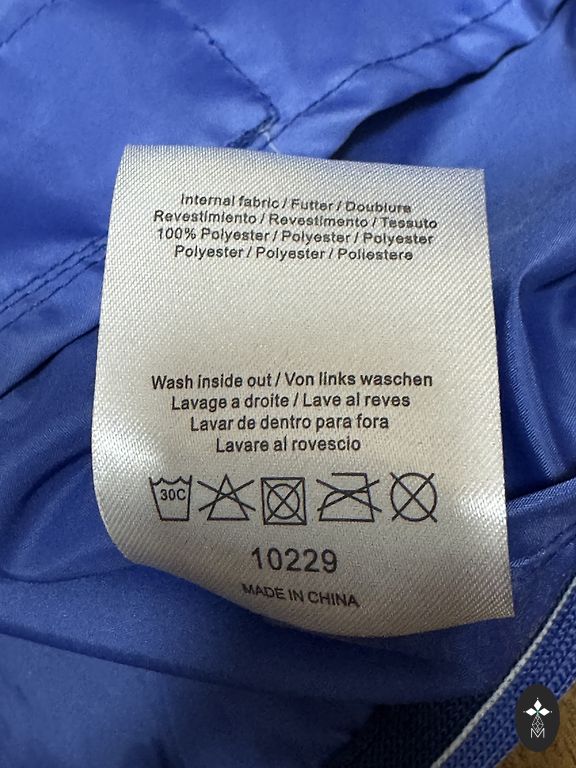 Internal fabric / Futter / Doublure
Revestimiento / Revestimento / Tessuto
100% Polyester / Polyester / Polyester
Polyester / Polyester / Poliestere
Wash inside out / Von links waschen
Lavage a droite / Lave al reves
Lavar de dentro para fora
Lavare al rovescio
30C
10229
MADE IN CHINA